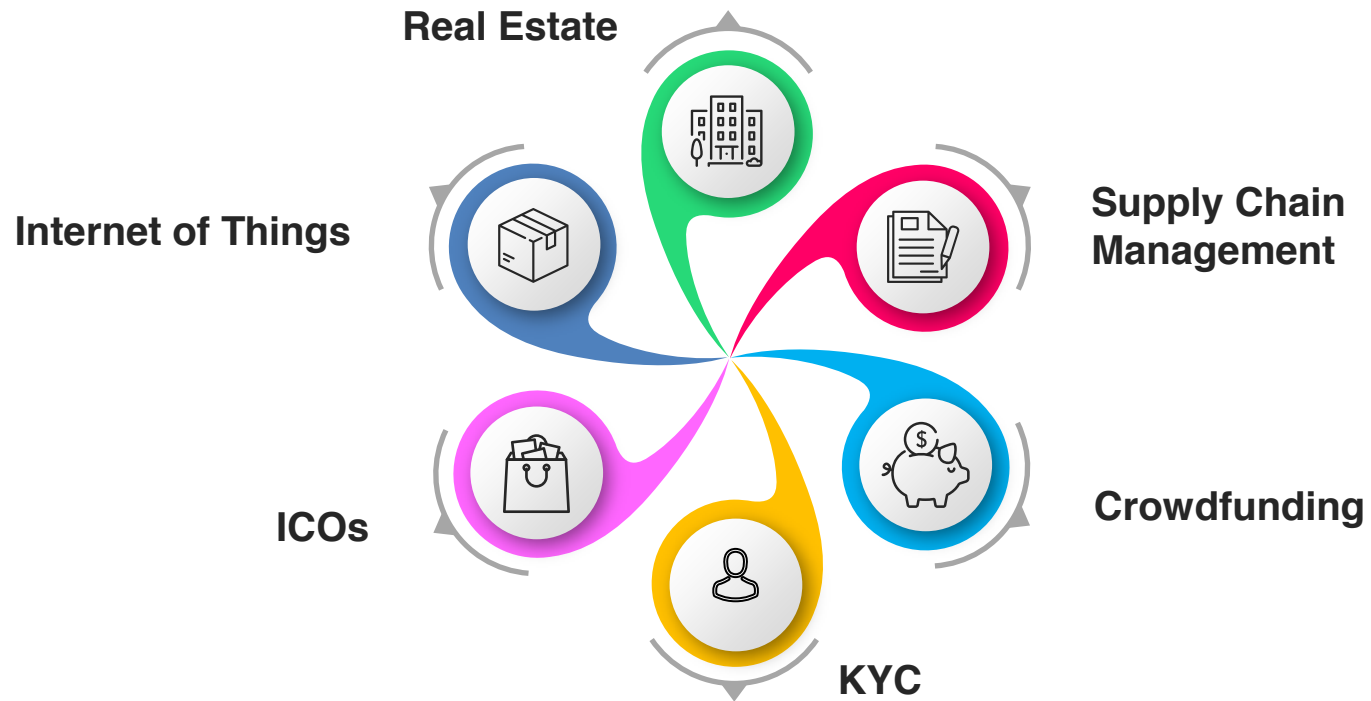 Real Estate
Supply Chain
Management
Internet of Things
$
Crowdfunding
ICOs
KYC